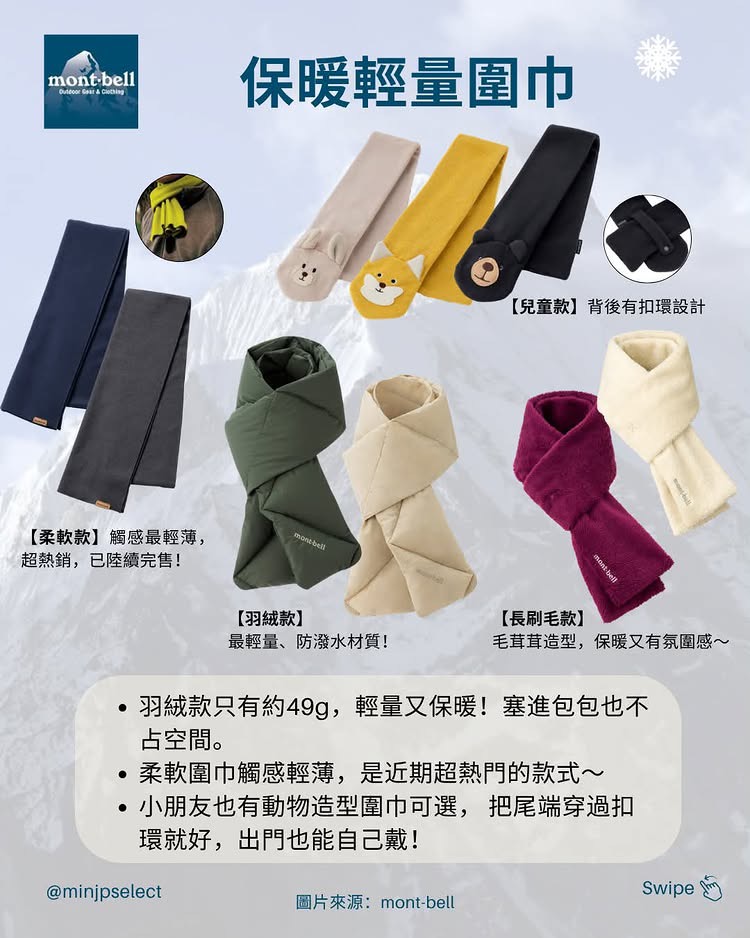 mont·bell
Outdoor Gear & Clothing
保暖輕量圍巾
【兒童款】背後有扣環設計
【柔軟款】觸感最輕薄，
超熱銷，已陸續完售！
mont·bell
mont·bell
mont·bell
mont·bell
【羽絨款】
最輕量、防潑水材質！
【長刷毛款】
毛茸茸造型，保暖又有氛圍感～
• 羽絨款只有約49g，輕量又保暖！塞進包包也不
占空間。
• 柔軟圍巾觸感輕薄，是近期超熱門的款式～
• 小朋友也有動物造型圍巾可選， 把尾端穿過扣
環就好，出門也能自己戴！
@minjpselect
圖片來源：mont-bell
Swipe